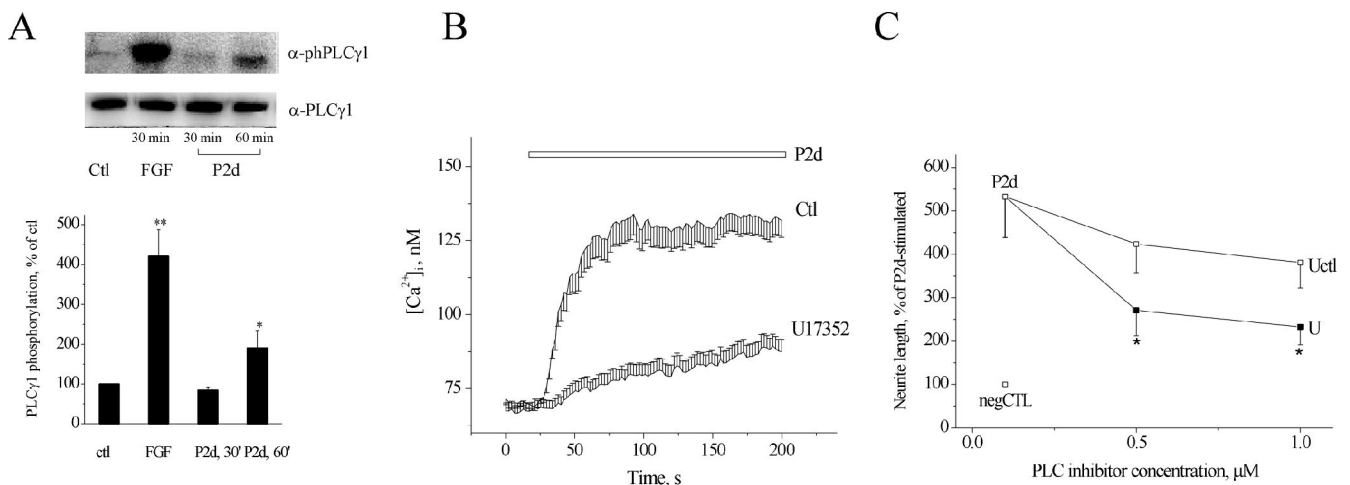 A
α-phPLCγ1
α-PLCγ1
30 min 30 min 60 min
Ctl FGF P2d
PLCγ1 phosphorylation, % of ctl
500
400
300
200
100
0
**
*
ctl FGF P2d, 30' P2d, 60'
B
[Ca²⁺]ᵢ, nM
150
125
100
75
P2d
Ctl
U17352
0 50 100 150 200
Time, s
C
Neurite length, % of P2d-stimulated
600
500
400
300
200
100
0
P2d
Uctl
U
*
*
negCTL
0.0 0.5 1.0
PLC inhibitor concentration, μM